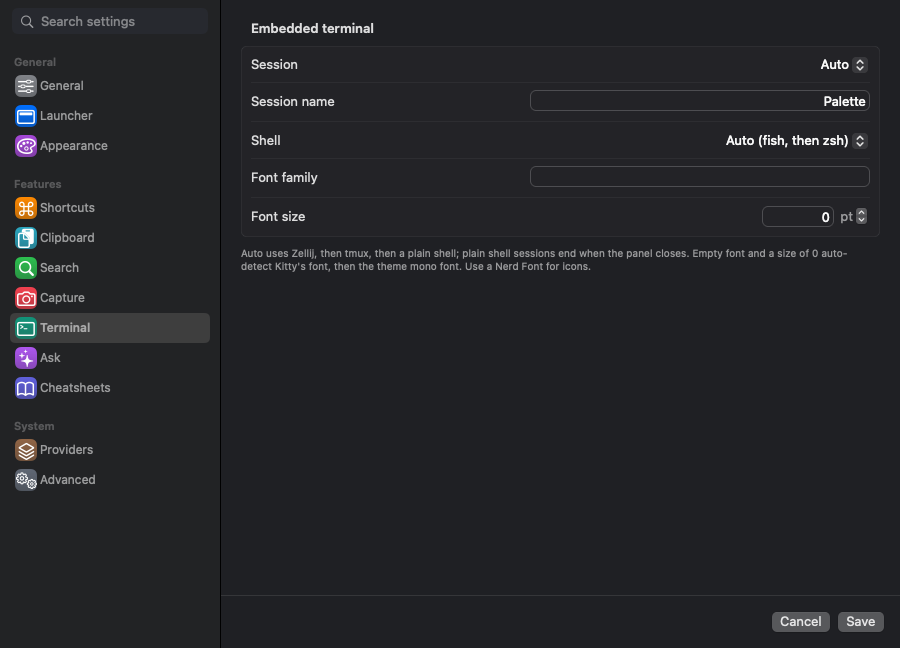 Search settings
General
General
Launcher
Appearance
Features
Shortcuts
Clipboard
Search
Capture
Terminal
Ask
Cheatsheets
System
Providers
Advanced
Embedded terminal
Session
Auto
Session name
Palette
Shell
Auto (fish, then zsh)
Font family
Font size
0 pt
Auto uses Zellij, then tmux, then a plain shell; plain shell sessions end when the panel closes. Empty font and a size of 0 auto-
detect Kitty's font, then the theme mono font. Use a Nerd Font for icons.
Cancel
Save